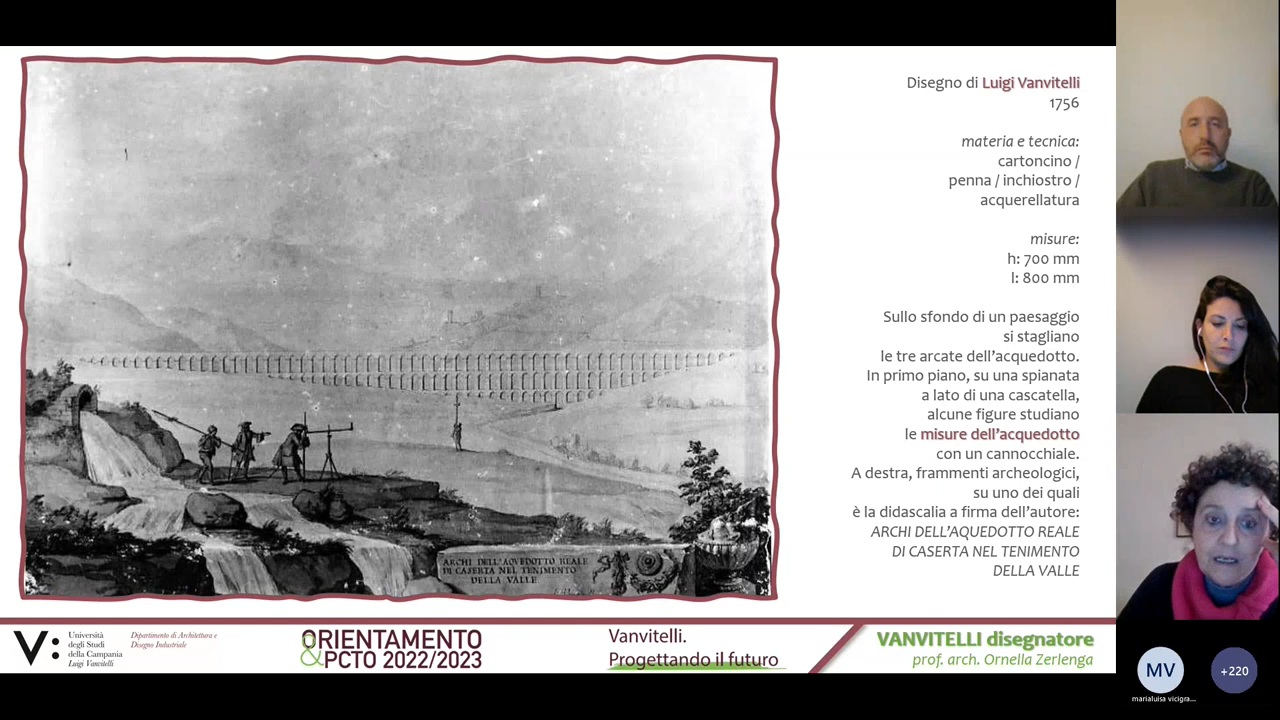 Disegno di Luigi Vanvitelli
1756
materia e tecnica:
cartoncino /
penna / inchiostro /
acquerellatura
misure:
h: 700 mm
l: 800 mm
Sullo sfondo di un paesaggio
si stagliano
le tre arcate dell’acquedotto.
In primo piano, su una spianata
a lato di una cascatella,
alcune figure studiano
le misure dell’acquedotto
con un cannocchiale.
A destra, frammenti archeologici,
su uno dei quali
è la didascalia a firma dell’autore:
ARCHI DELL’AQUEDOTTO REALE
DI CASERTA NEL TENIMENTO
DELLA VALLE
ARCHI DELL'AQVEDOTTO REALE
DI CASERTA NEL TENIMENTO
DELLA VALLE
V:
Università
degli Studi
della Campania
Luigi Vanvitelli
Dipartimento di Architettura e
Disegno Industriale
ORIENTAMENTO
&PCTO 2022/2023
Vanvitelli.
Progettando il futuro
VANVITELLI disegnatore
prof. arch. Ornella Zerlenga
MV
+220
marialuisa vicigra...